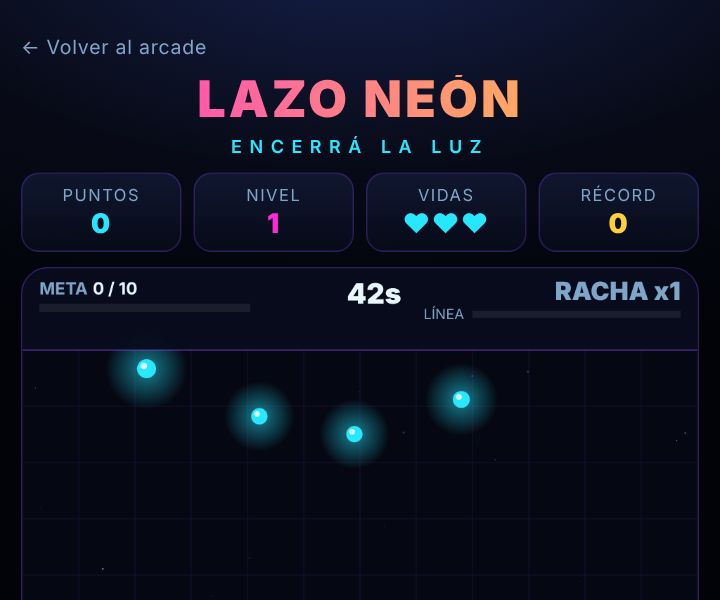 ← Volver al arcade
LAZO NEÓN
ENCERRÁ LA LUZ
PUNTOS NIVEL VIDAS RÉCORD
0 1 0
META 0 / 10 42s RACHA x1
LÍNEA